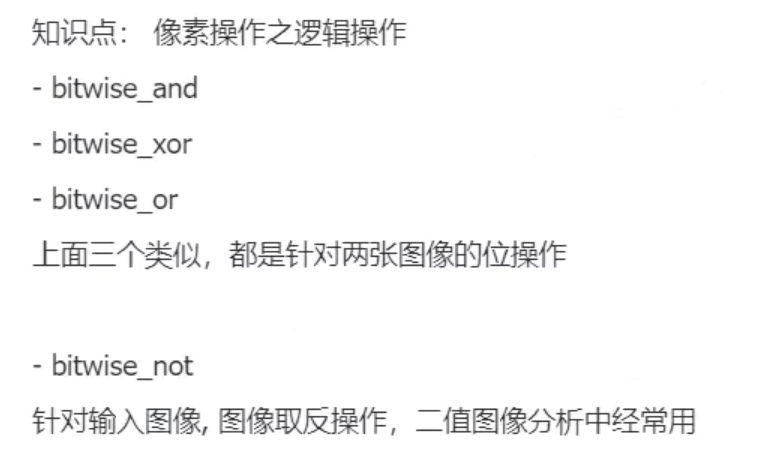 知识点： 像素操作之逻辑操作
- bitwise_and
- bitwise_xor
- bitwise_or
上面三个类似，都是针对两张图像的位操作
- bitwise_not
针对输入图像, 图像取反操作，二值图像分析中经常用